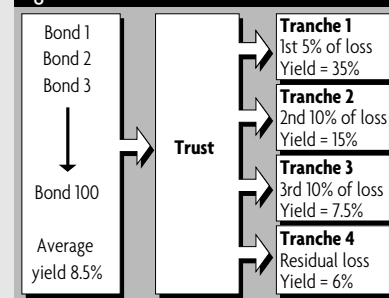 Bond 1
Bond 2
Bond 3
Bond 100
Average
yield 8.5%
Trust
Tranche 1
1st 5% of loss
Yield = 35%
Tranche 2
2nd 10% of loss
Yield = 15%
Tranche 3
3rd 10% of loss
Yield = 7.5%
Tranche 4
Residual loss
Yield = 6%